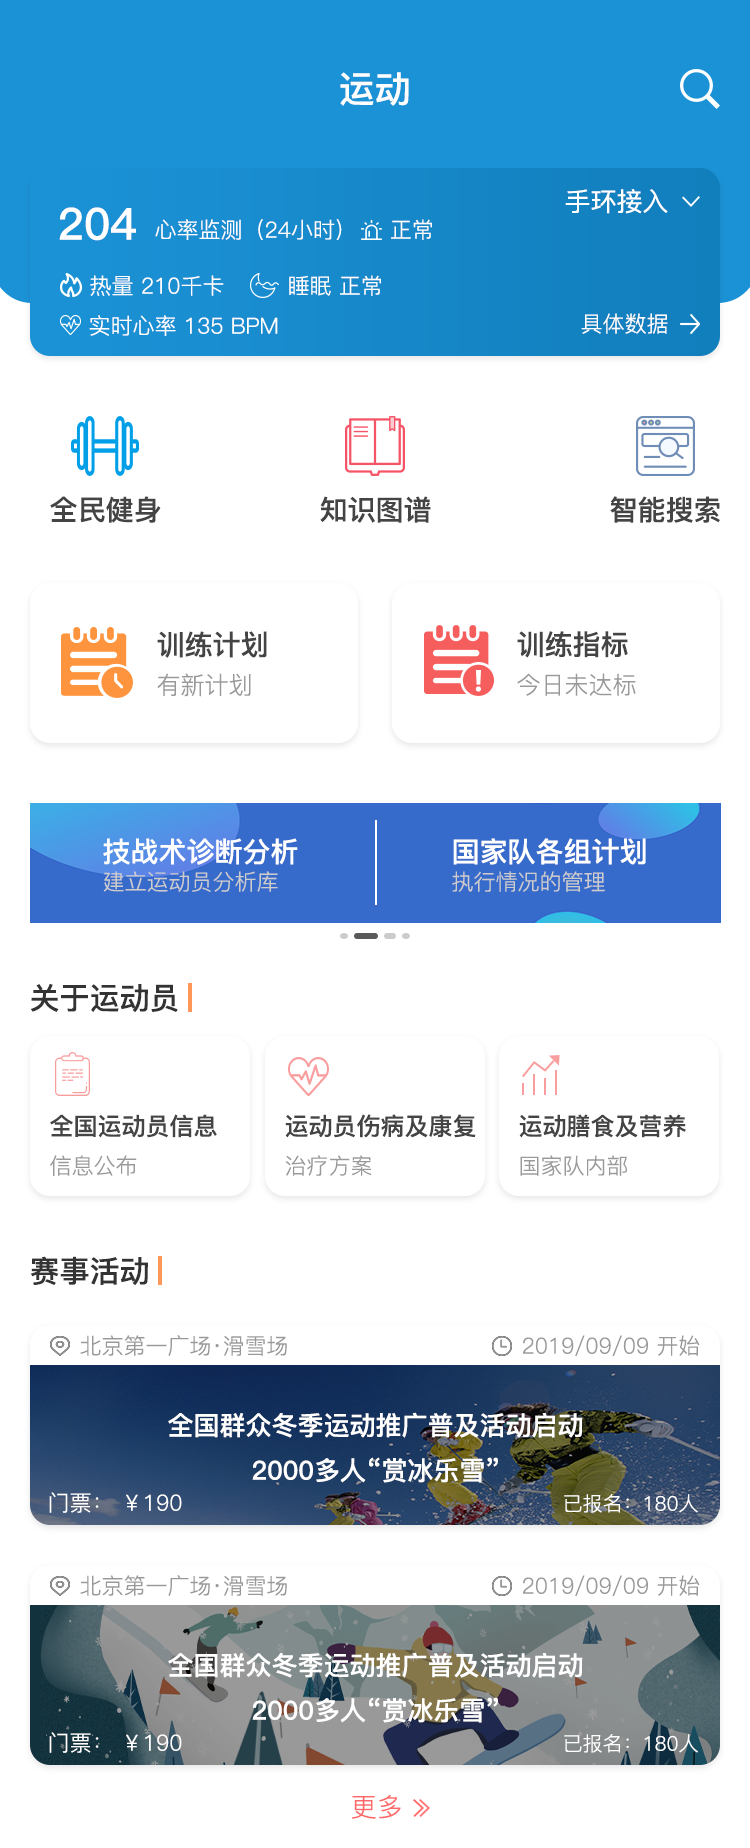 运动
手环接入
204 心率监测（24小时） 正常
热量 210千卡 睡眠 正常
实时心率 135 BPM
具体数据
全民健身 知识图谱 智能搜索
训练计划
有新计划
训练指标
今日未达标
技战术诊断分析
建立运动员分析库
国家队各组计划
执行情况的管理
关于运动员
全国运动员信息
信息公布
运动员伤病及康复
治疗方案
运动膳食及营养
国家队内部
赛事活动
北京第一广场·滑雪场 2019/09/09 开始
全国群众冬季运动推广普及活动启动
2000多人“赏冰乐雪”
门票： ￥190 已报名：180人
北京第一广场·滑雪场 2019/09/09 开始
全国群众冬季运动推广普及活动启动
2000多人“赏冰乐雪”
门票： ￥190 已报名：180人
更多